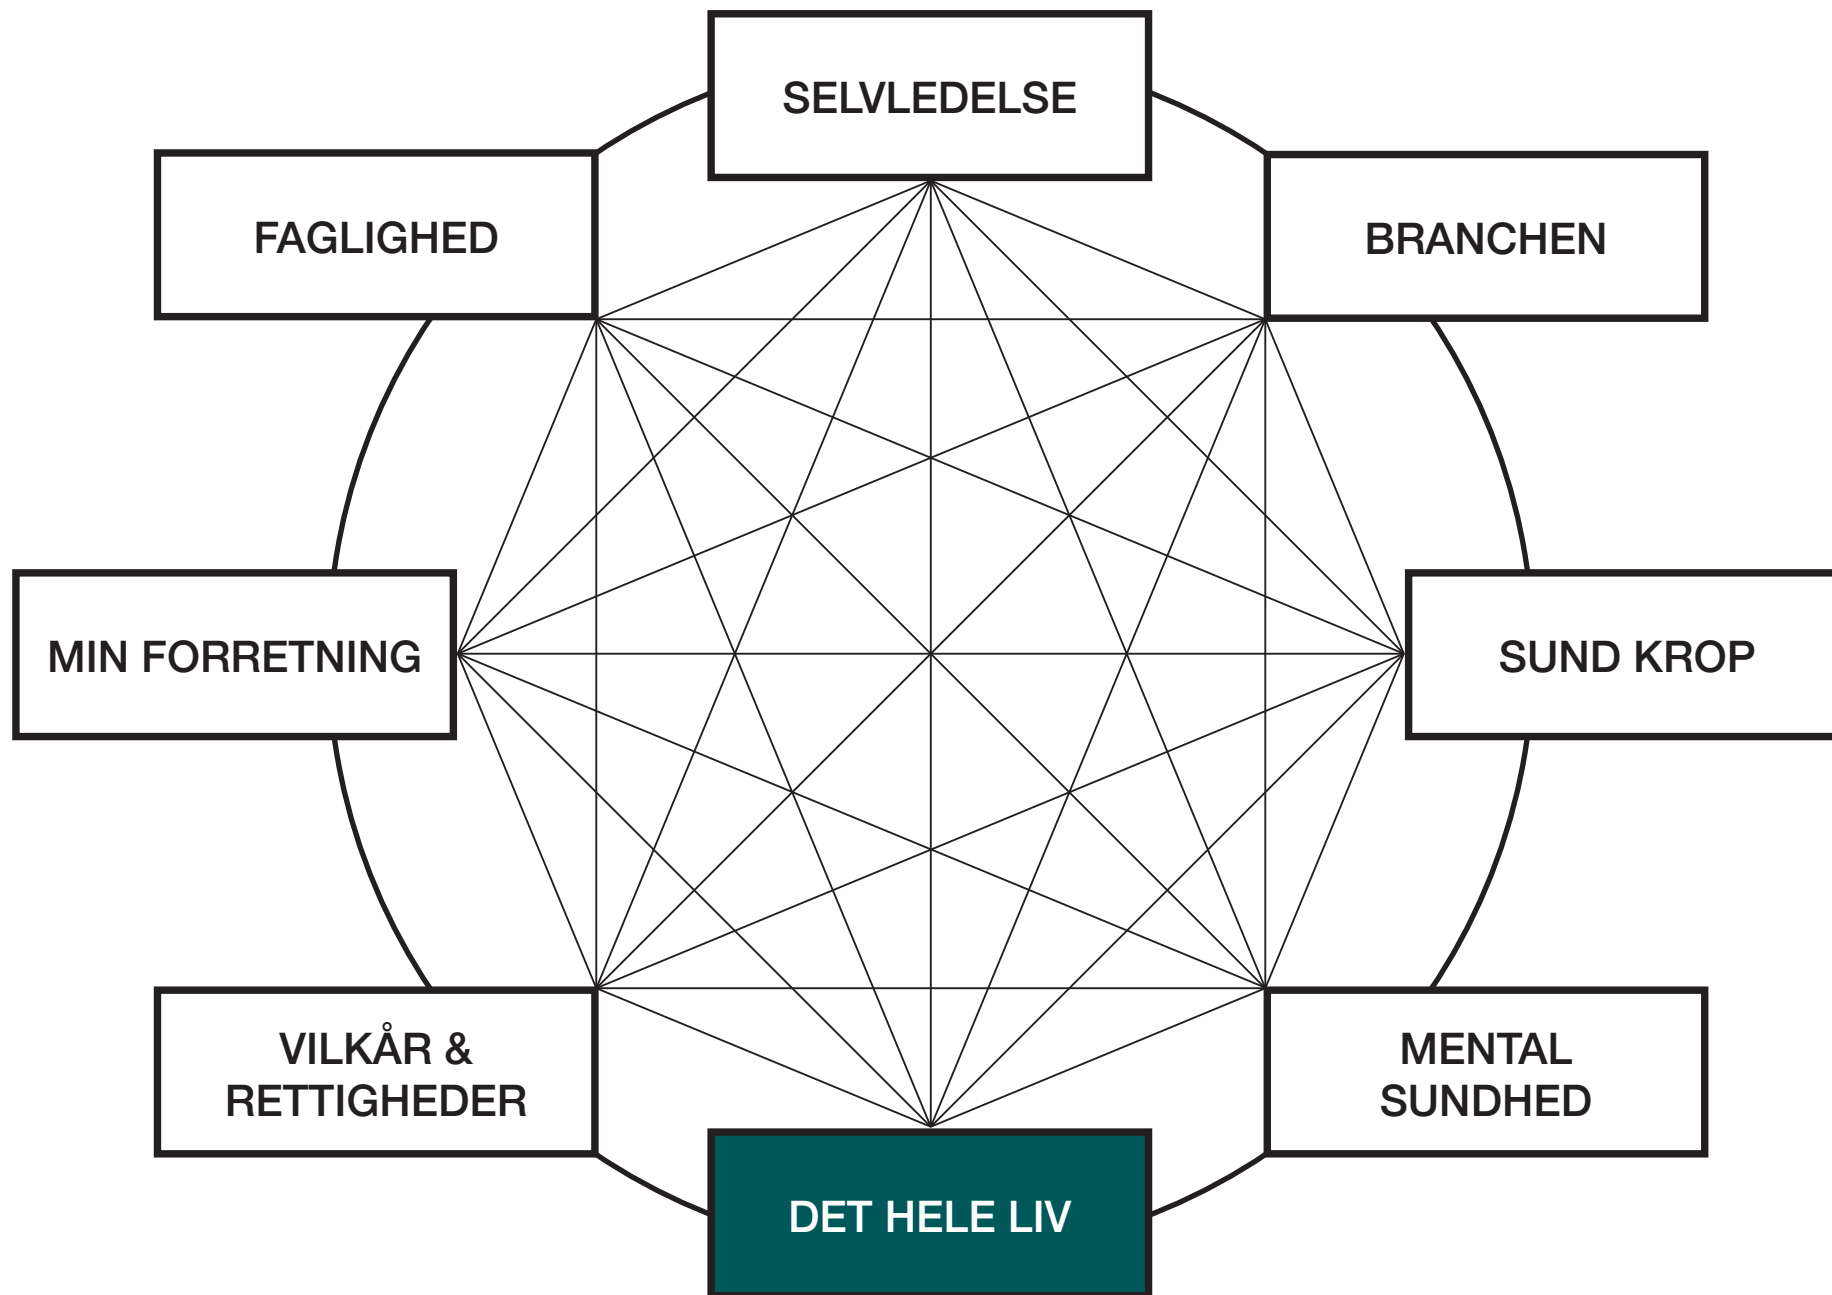 SELVLEDELSE
FAGLIGHED
BRANCHEN
MIN FORRETNING
SUND KROP
VILKÅR &
RETTIGHEDER
MENTAL
SUNDHED
DET HELE LIV